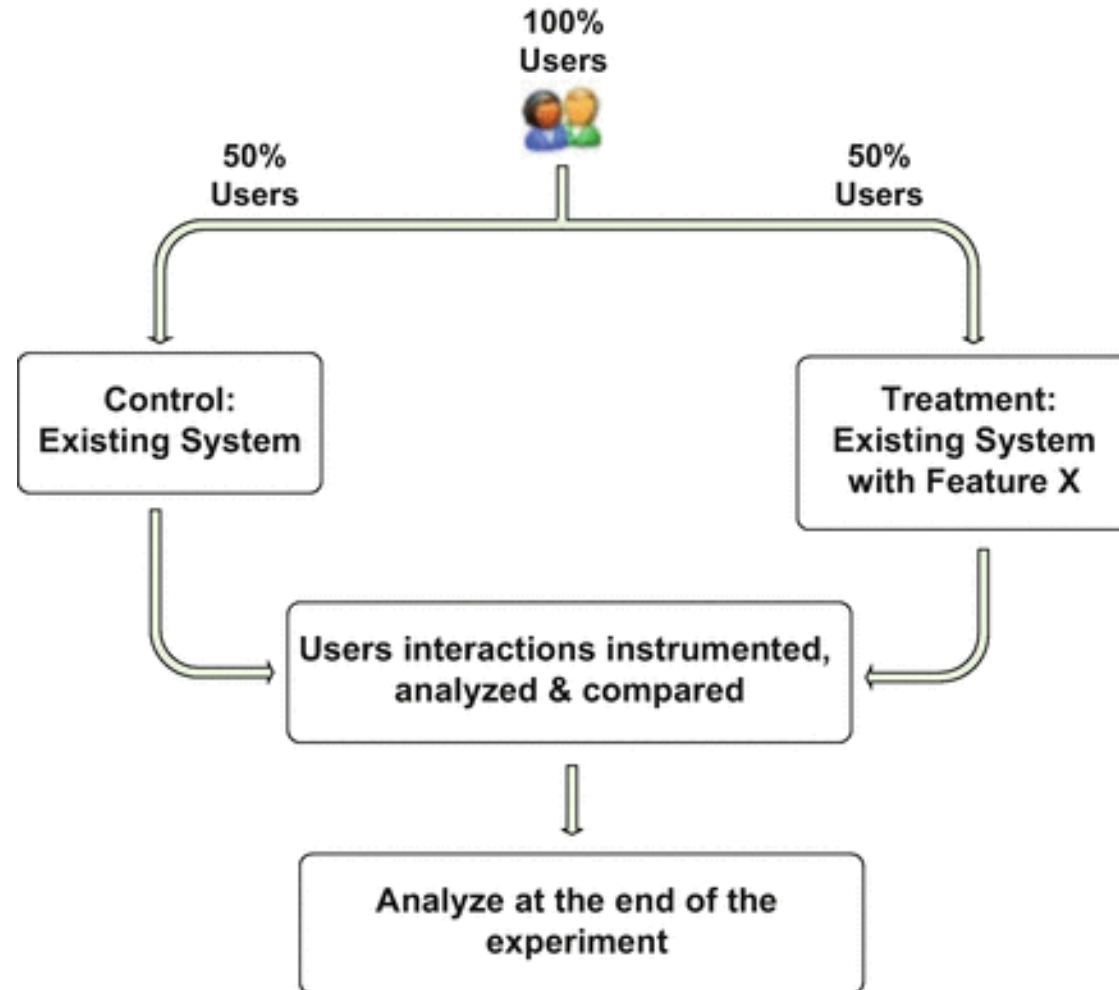 100%
Users
50%
Users
50%
Users
Control:
Existing System
Treatment:
Existing System
with Feature X
Users interactions instrumented,
analyzed & compared
Analyze at the end of the
experiment